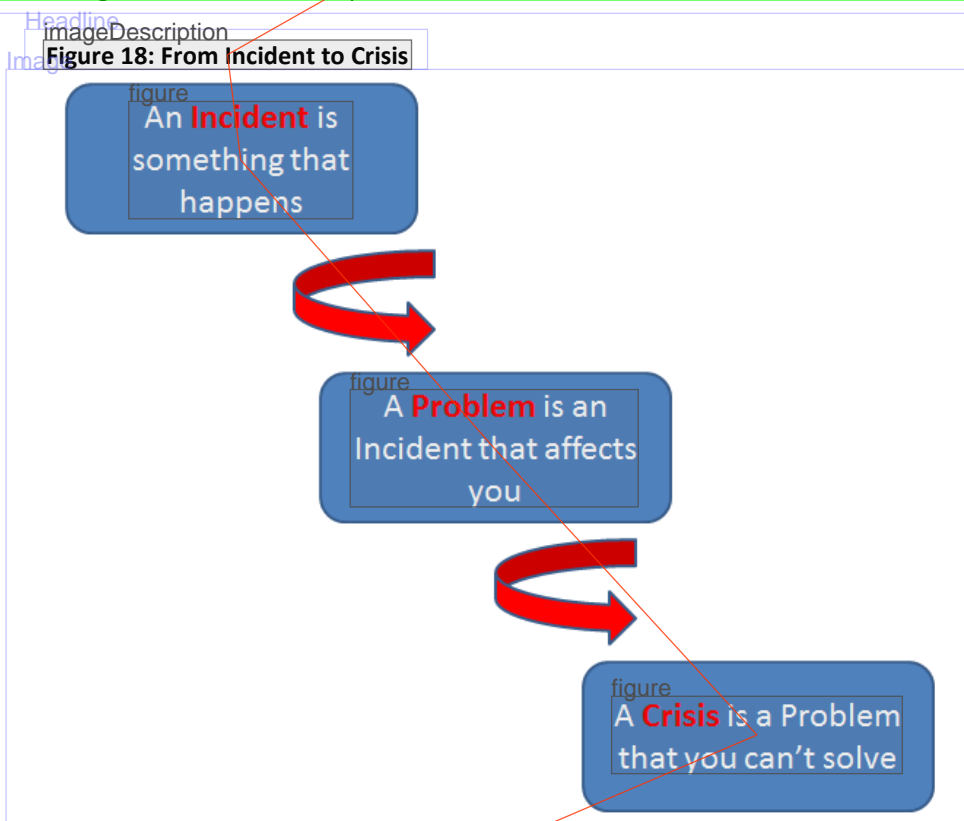 Headline
imageDescription
Image
Figure 18: From Incident to Crisis
figure
An Incident is
something that
happens
figure
A Problem is an
Incident that affects
you
figure
A Crisis is a Problem
that you can't solve